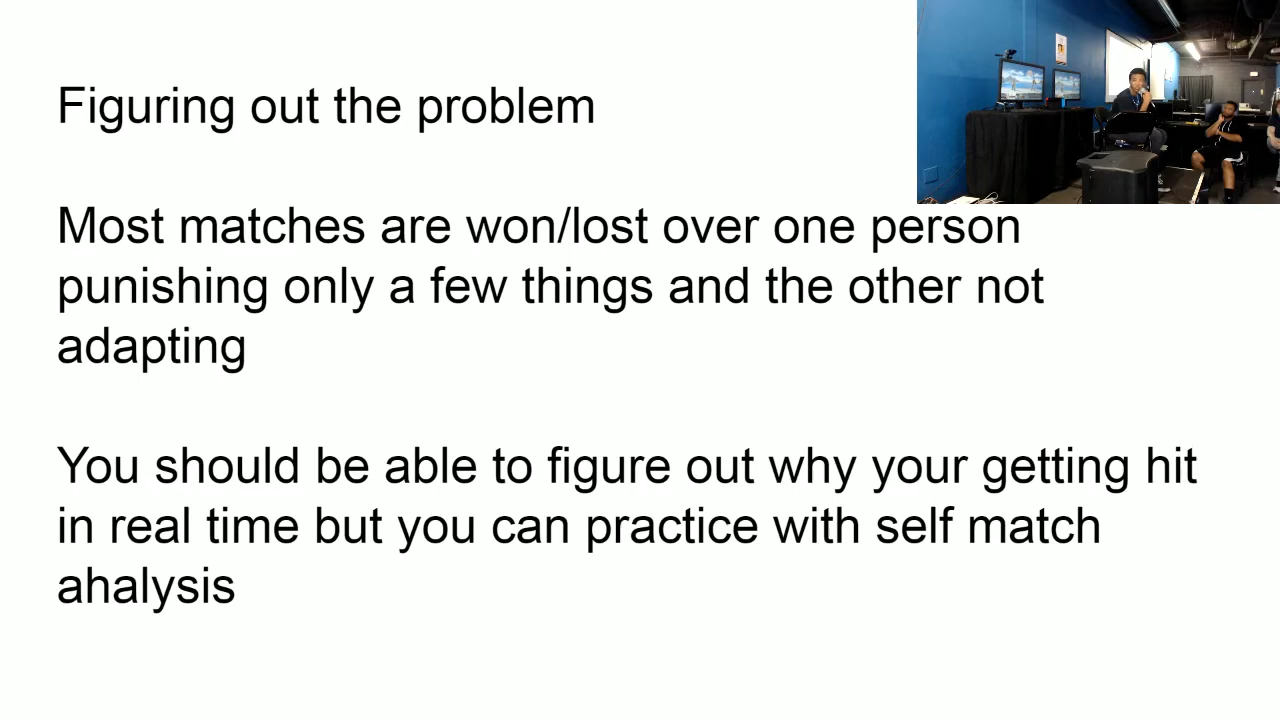 Figuring out the problem
Most matches are won/lost over one person
punishing only a few things and the other not
adapting
You should be able to figure out why your getting hit
in real time but you can practice with self match
ahalysis